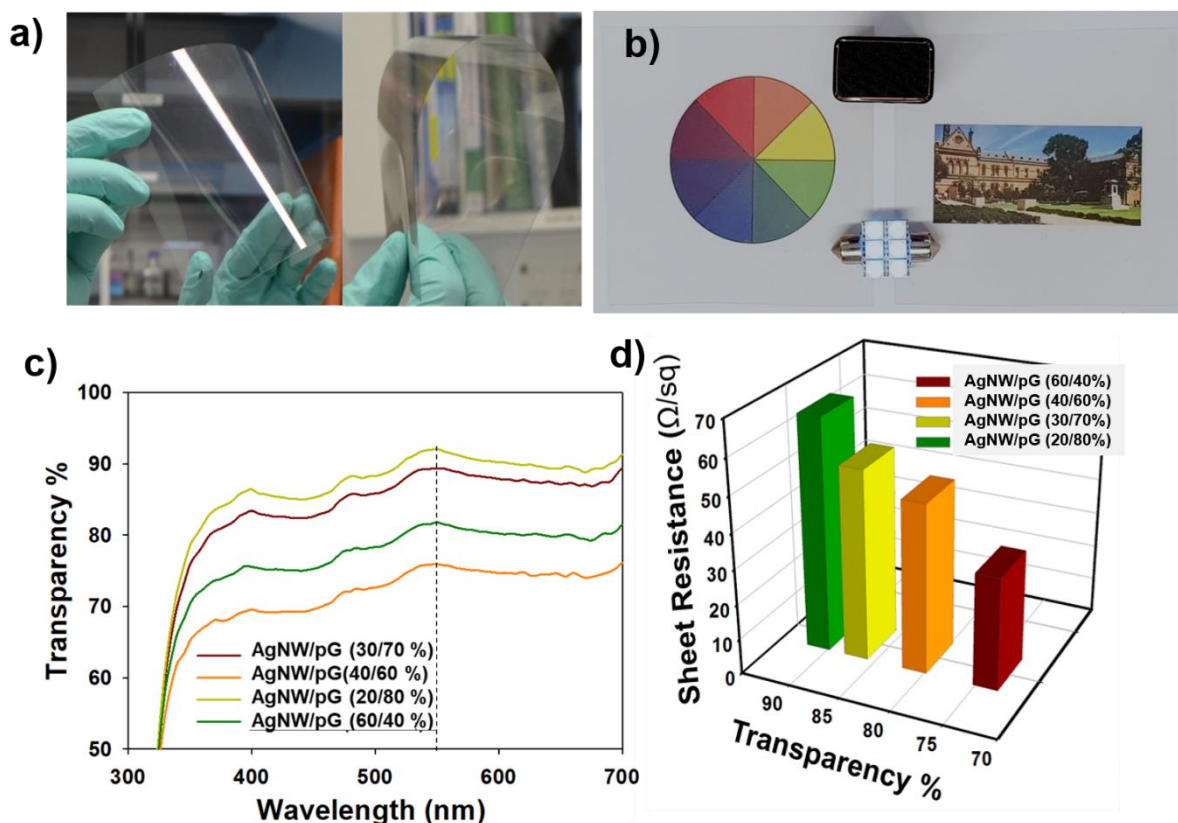 a)
b)
c)
Transparency %
100
90
80
70
60
50
300
400
500
600
700
Wavelength (nm)
AgNW/pG (30/70 %)
AgNW/pG(40/60 %)
AgNW/pG (20/80 %)
AgNW/pG (60/40 %)
d)
Sheet Resistance (Ω/sq)
70
60
50
40
30
20
10
0
90
85
80
75
70
Transparency %
AgNW/pG (60/40%)
AgNW/pG (40/60%)
AgNW/pG (30/70%)
AgNW/pG (20/80%)